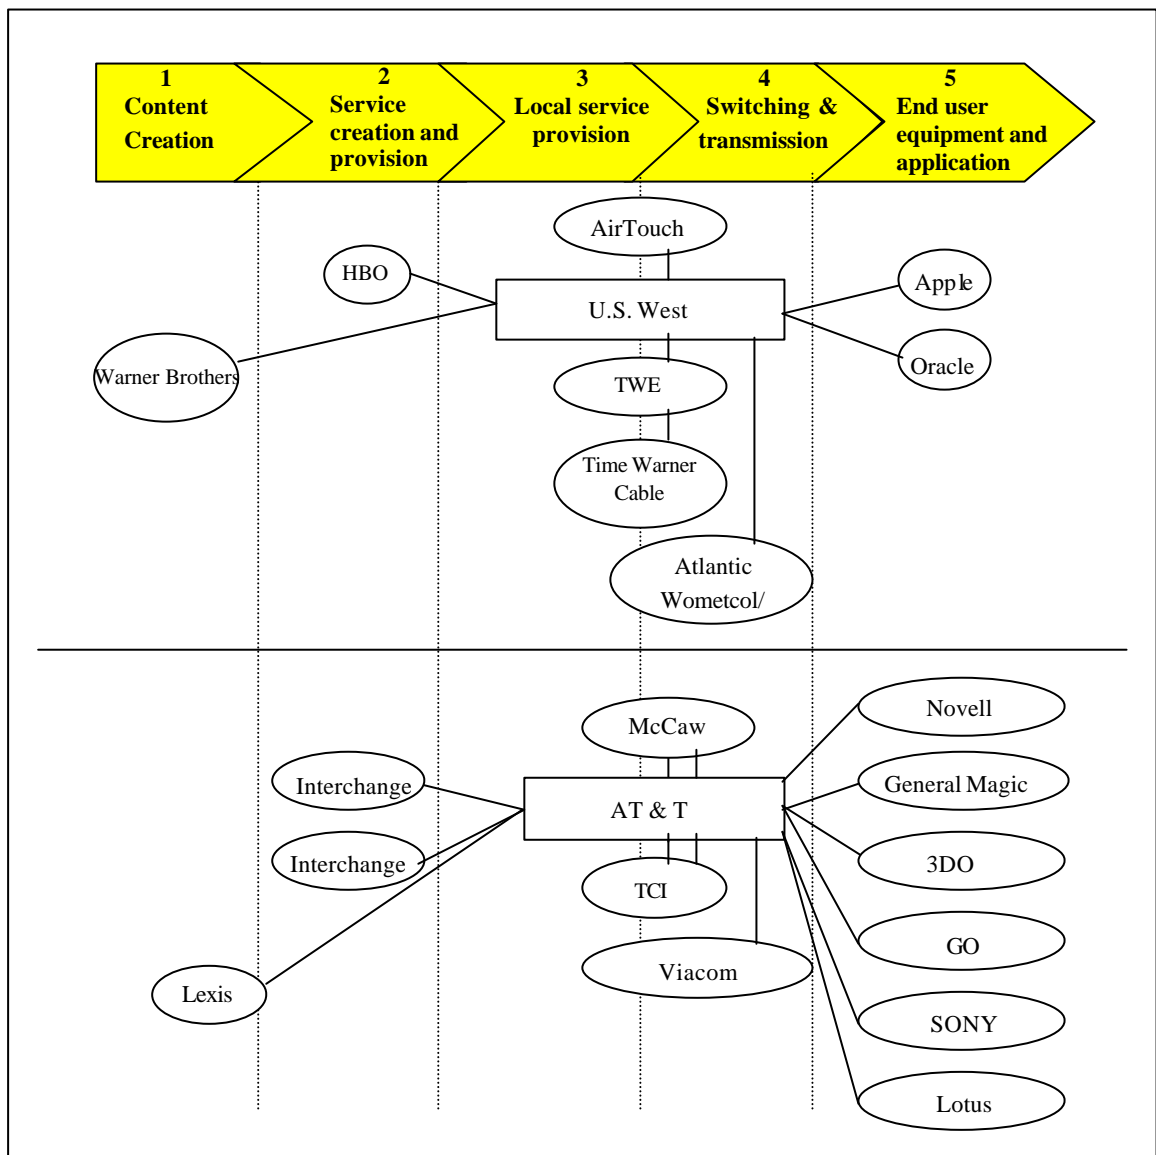 1
Content
Creation
2
Service
creation and
provision
3
Local service
provision
4
Switching &
transmission
5
End user
equipment and
application
AirTouch
HBO
U.S. West
Apple
Warner Brothers
TWE
Oracle
Time Warner
Cable
Atlantic
Wometcol/
McCaw
Novell
Interchange
AT & T
General Magic
Interchange
TCI
3DO
Viacom
GO
Lexis
SONY
Lotus